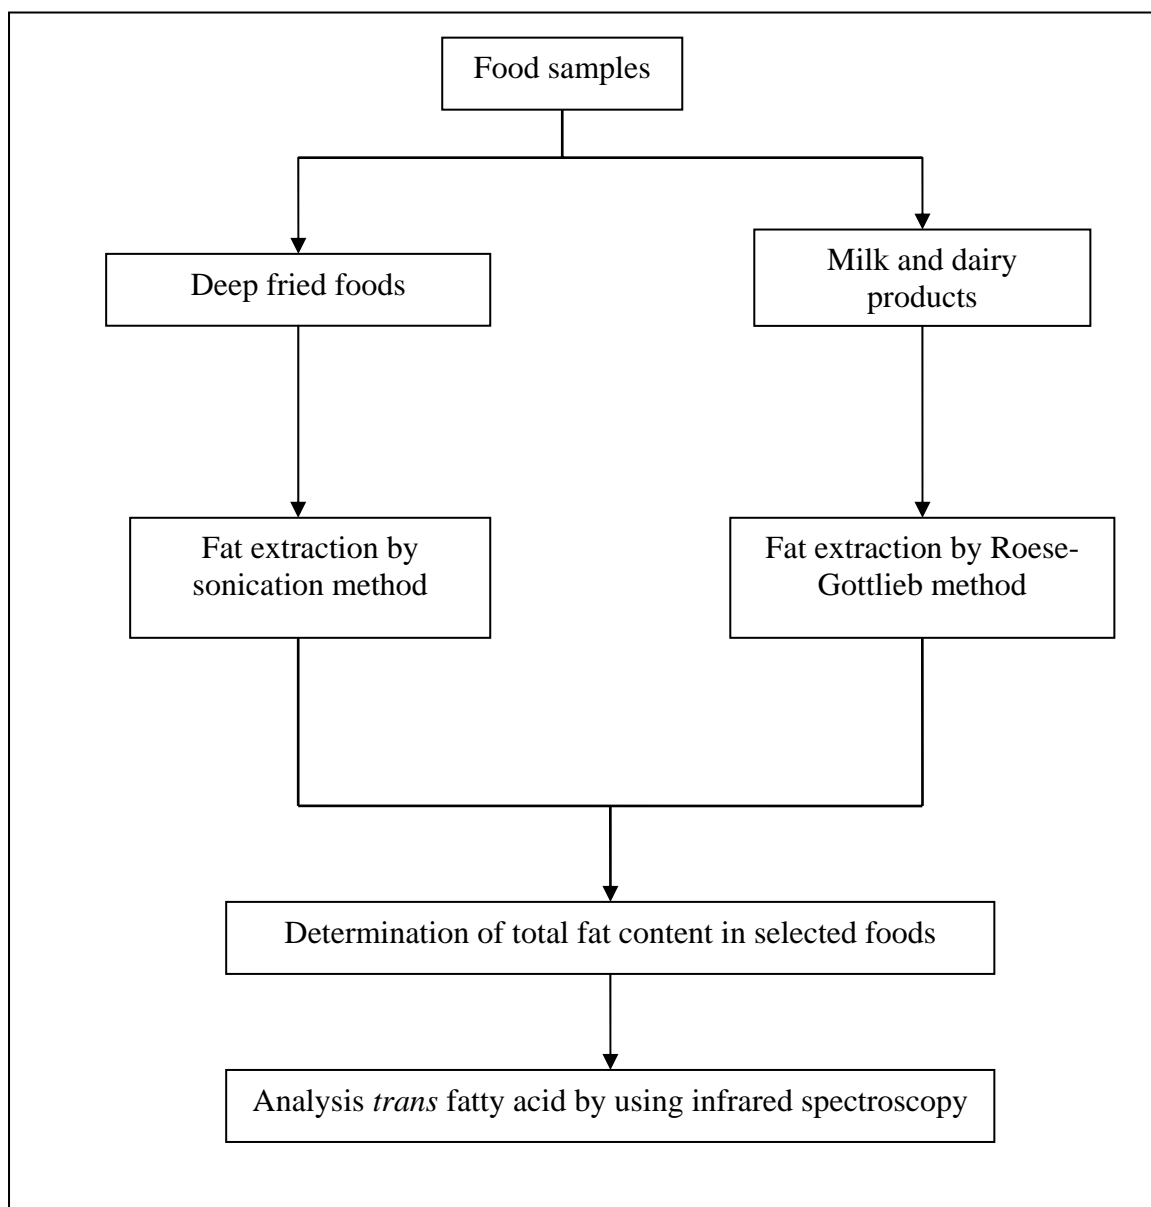 Food samples
Deep fried foods
Milk and dairy
products
Fat extraction by
sonication method
Fat extraction by Roese-
Gottlieb method
Determination of total fat content in selected foods
Analysis trans fatty acid by using infrared spectroscopy